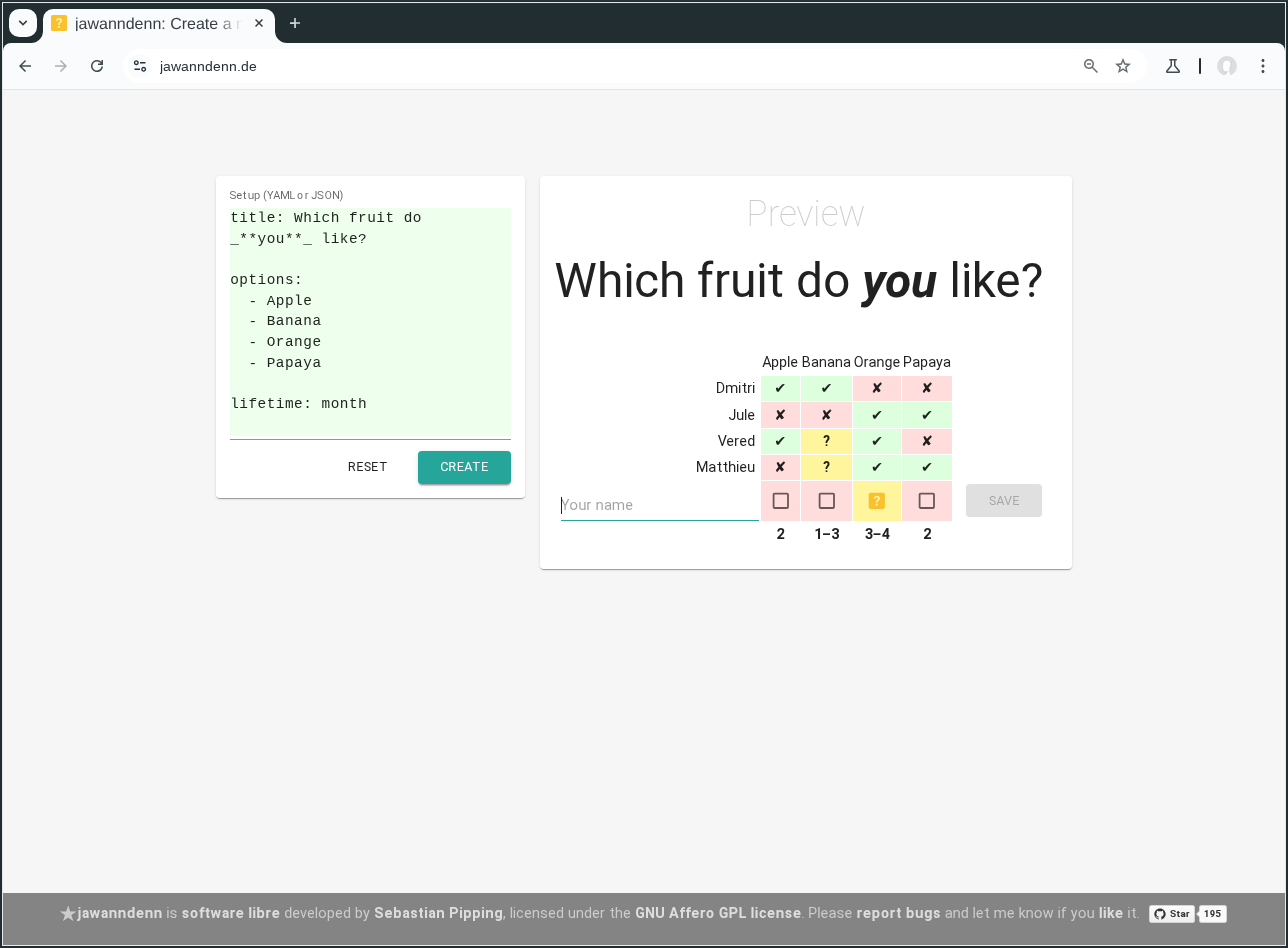 jawanndenn: Create a
jawanndenn.de
Setup (YAML or JSON)
title: Which fruit do
_**you**_ like?
options:
- Apple
- Banana
- Orange
- Papaya
lifetime: month
RESET
CREATE
Preview
Which fruit do you like?
Apple Banana Orange Papaya
Dmitri ✔ ✔ ✘ ✘
Jule ✘ ✘ ✔ ✔
Vered ✔ ? ✔ ✘
Matthieu ✘ ? ✔ ✔
Your name ? SAVE
2 1–3 3–4 2
★jawanndenn is software libre developed by Sebastian Pipping, licensed under the GNU Affero GPL license. Please report bugs and let me know if you like it. Star 195